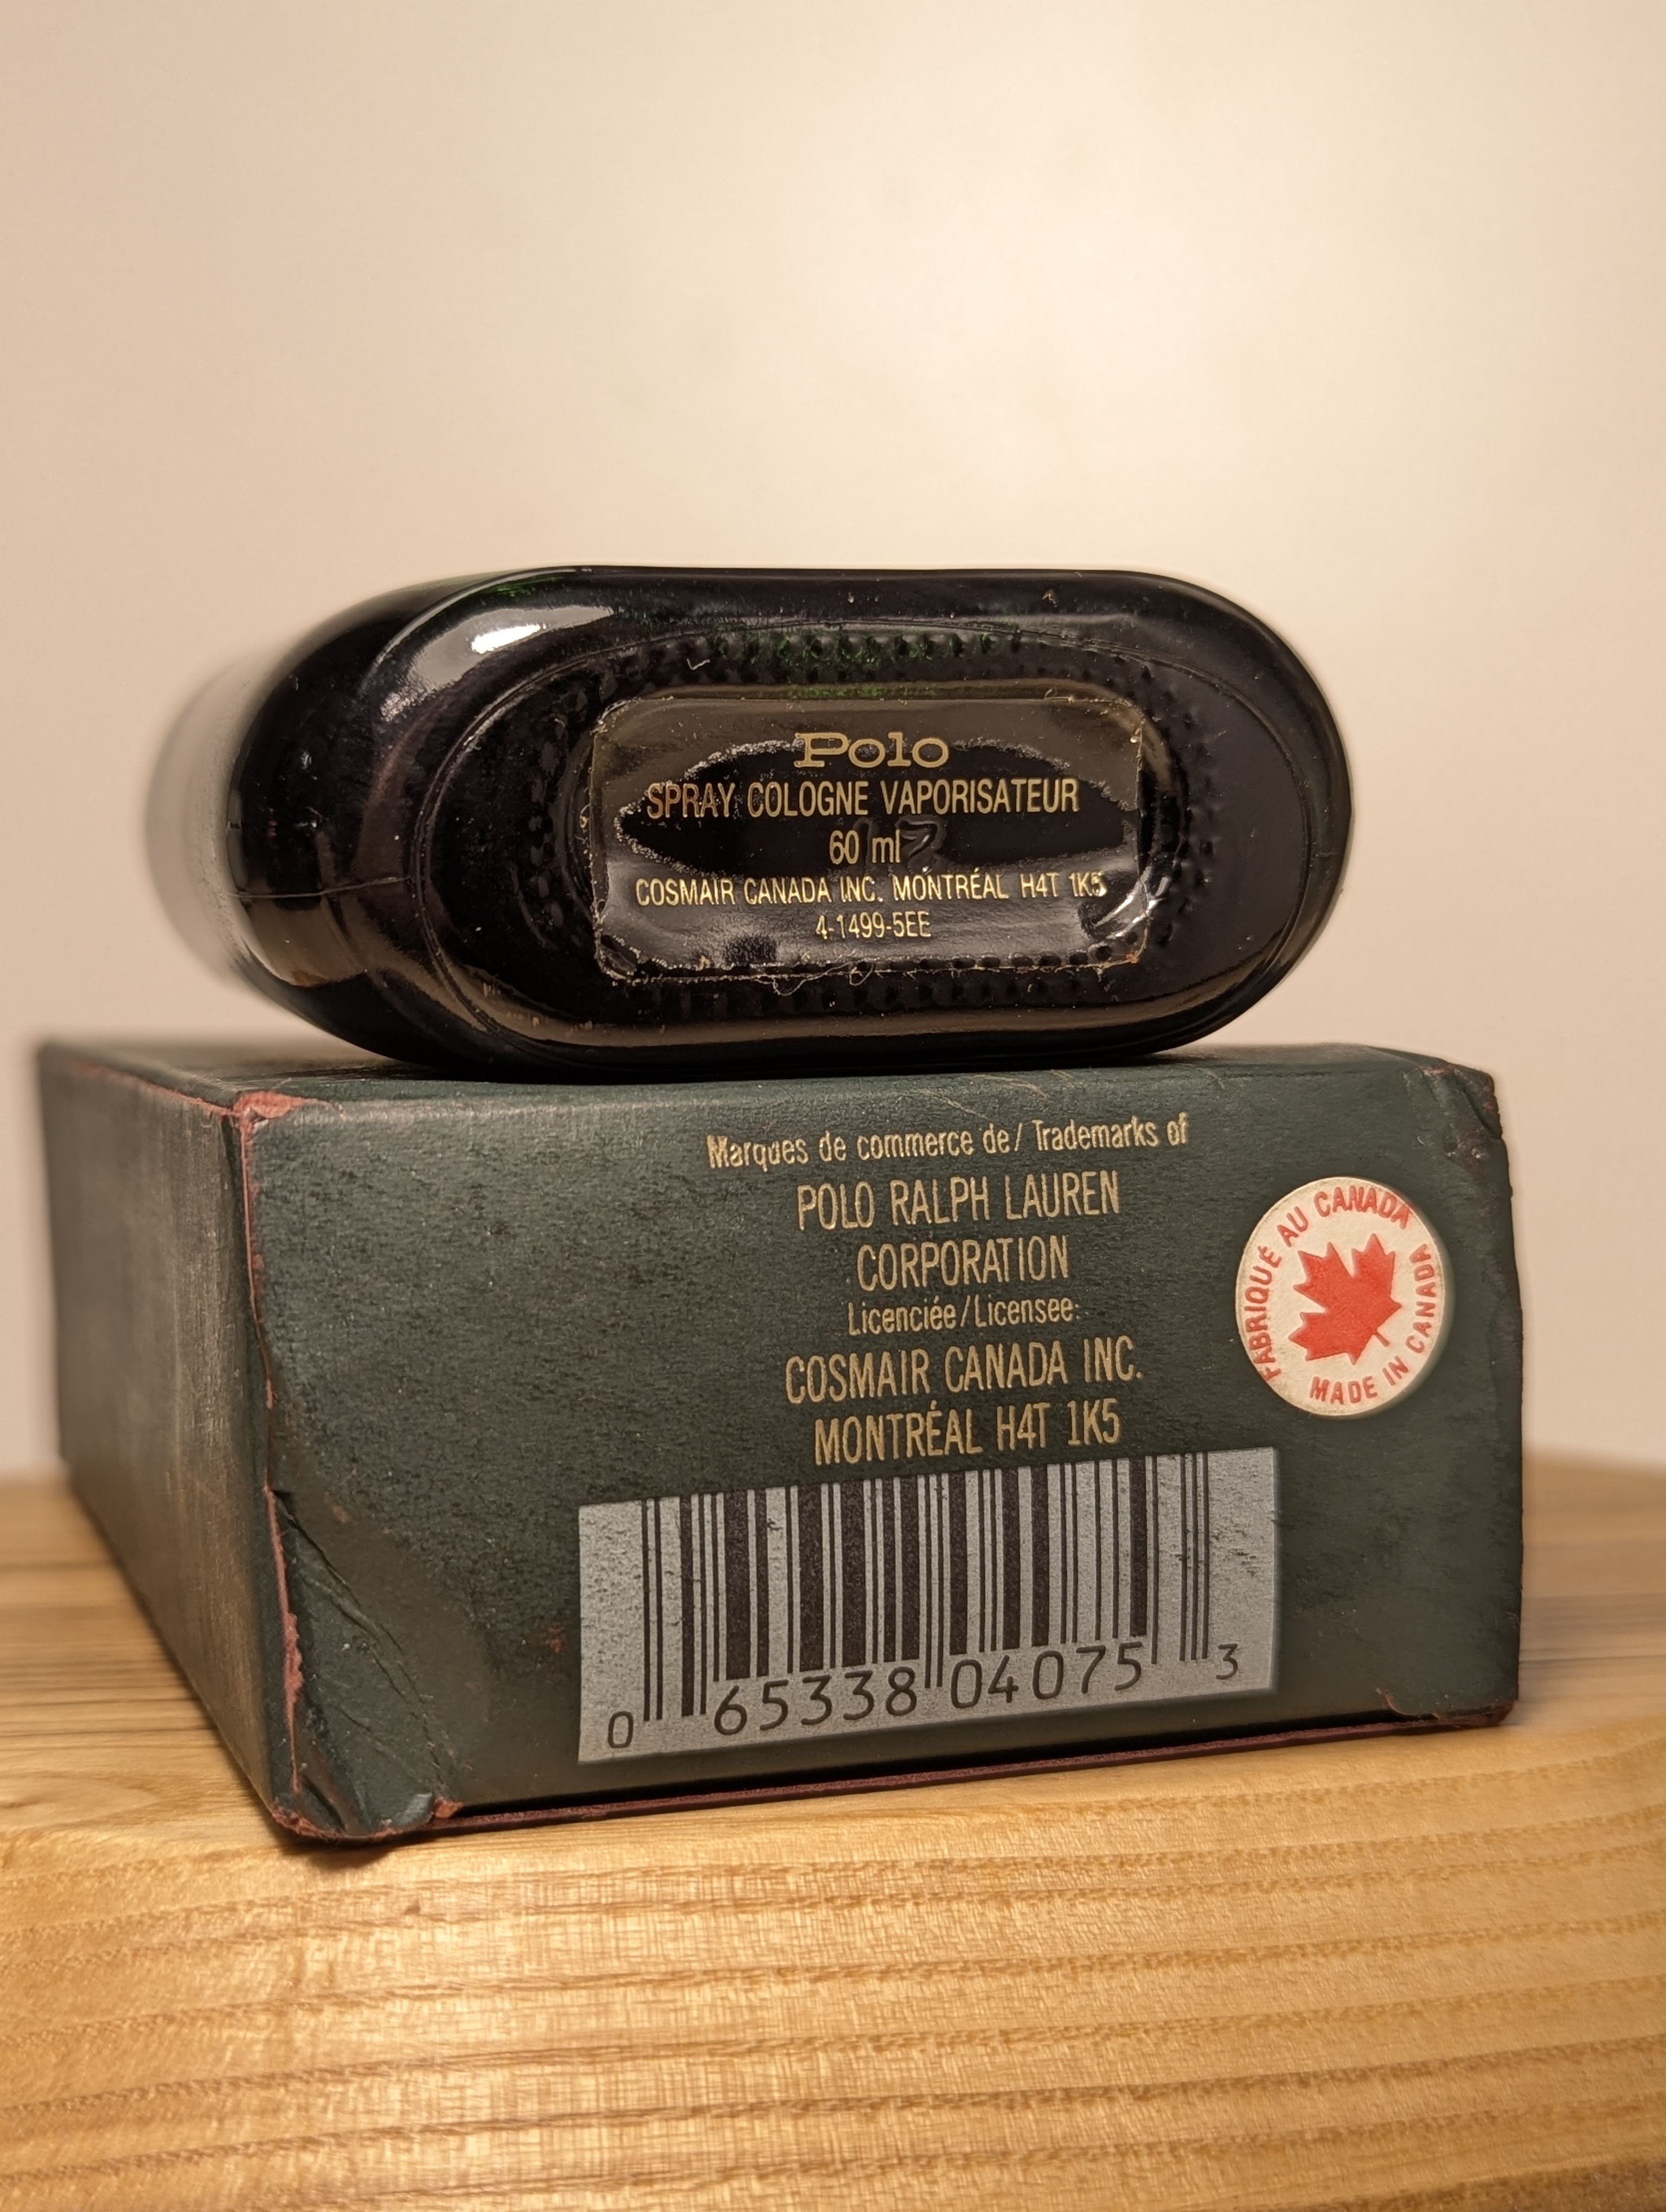 Polo
SPRAY COLOGNE VAPORISATEUR
60 ml
COSMAIR CANADA INC. MONTRÉAL H4T 1K5
4-1499-5EE
Marques de commerce de / Trademarks of
POLO RALPH LAUREN
CORPORATION
Licenciée/Licensee:
COSMAIR CANADA INC.
MONTRÉAL H4T 1K5
FABRIQUÉ AU CANADA
MADE IN CANADA
0 65338 04075 3